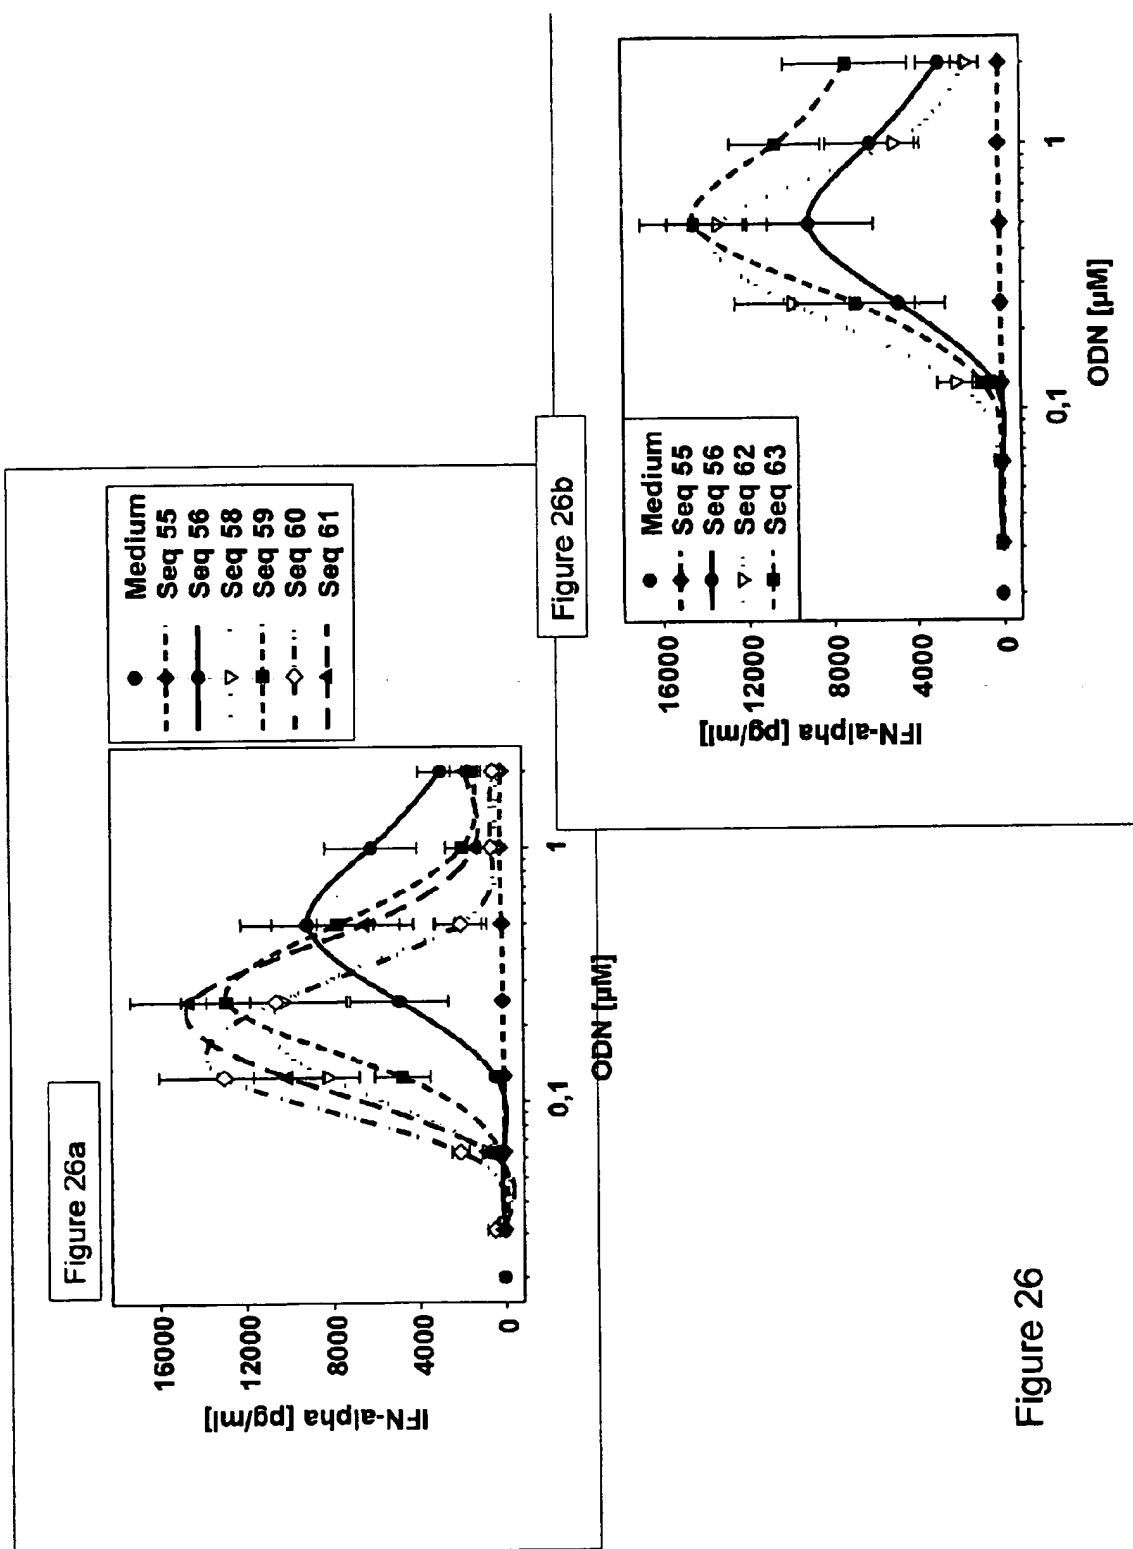 Figure 26a
IFN-alpha [pg/ml]
16000
12000
8000
4000
0
0,1
1
ODN [µM]
Medium
Seq 55
Seq 56
Seq 58
Seq 59
Seq 60
Seq 61
Figure 26b
IFN-alpha [pg/ml]
16000
12000
8000
4000
0
0,1
1
ODN [µM]
Medium
Seq 55
Seq 56
Seq 62
Seq 63
Figure 26